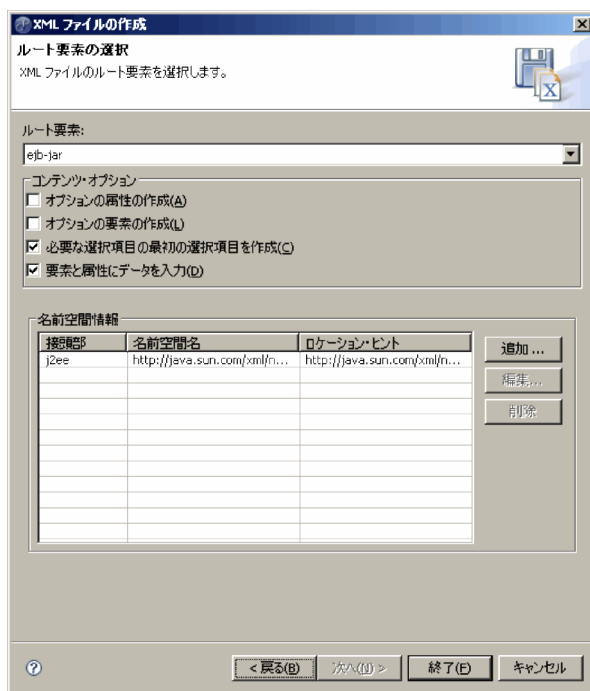 XML ファイルの作成
ルート要素の選択
XML ファイルのルート要素を選択します。
ルート要素:
ejb-jar
コンテンツ・オプション
オプションの属性の作成(A)
オプションの要素の作成(L)
必要な選択項目の最初の選択項目を作成(C)
要素と属性にデータを入力(D)
名前空間情報
接頭部 名前空間名 ロケーション・ヒント
j2ee http://java.sun.com/xml/n... http://java.sun.com/xml/n...
追加 ...
編集...
削除
< 戻る(B) 次へ(N) > 終了(F) キャンセル